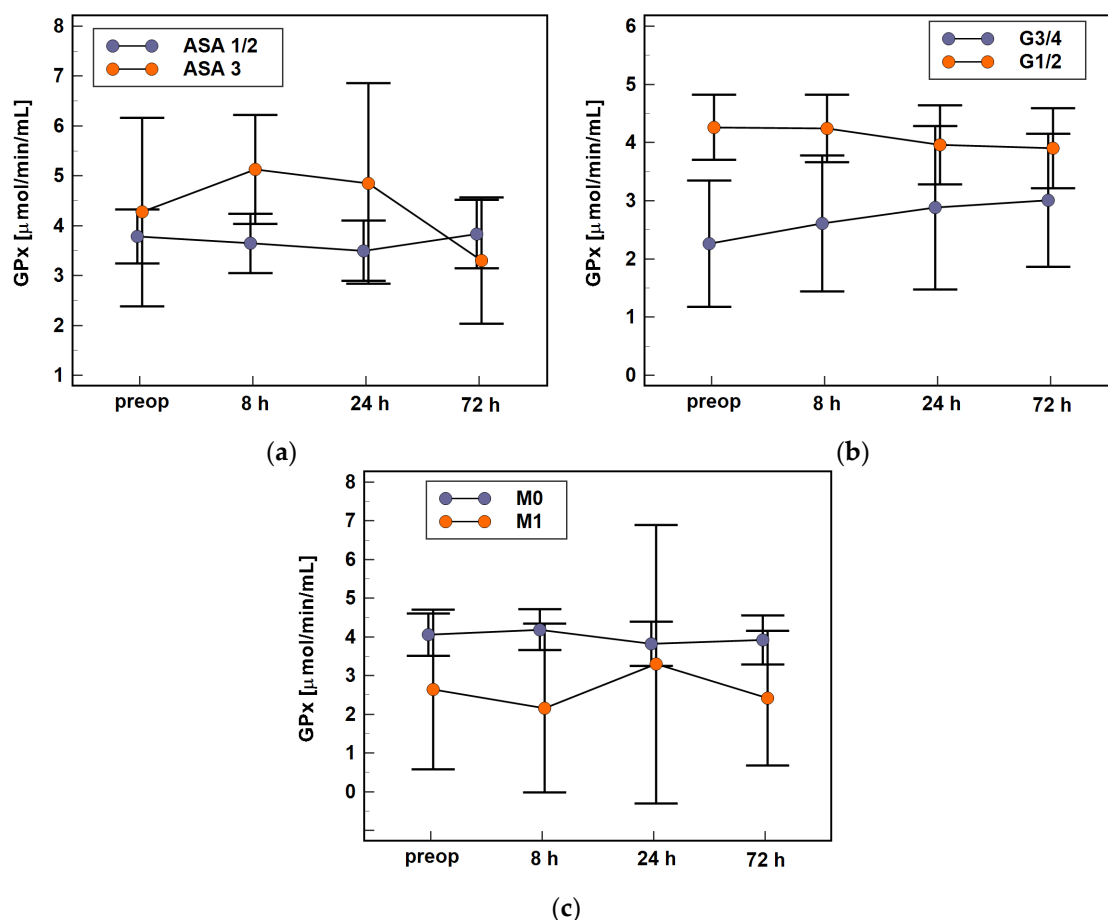 GPx [μmol/min/mL]
8
7
6
5
4
3
2
1
ASA 1/2
ASA 3
preop 8 h 24 h 72 h
(a)
GPx [μmol/min/mL]
6
5
4
3
2
1
0
G3/4
G1/2
preop 8 h 24 h 72 h
(b)
GPx [μmol/min/mL]
8
7
6
5
4
3
2
1
0
M0
M1
preop 8 h 24 h 72 h
(c)